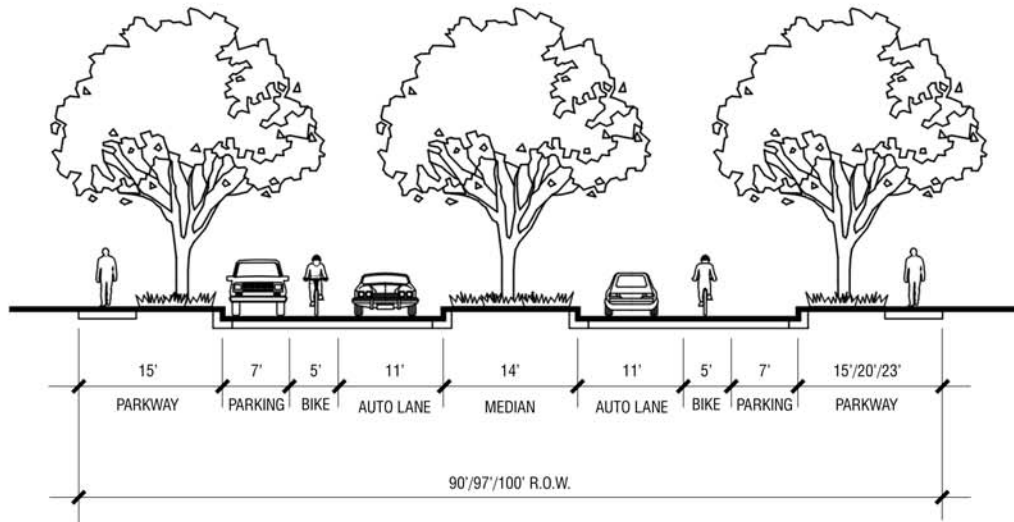 15' 7' 5' 11' 14' 11' 5' 7' 15'/20'/23'
PARKWAY PARKING BIKE AUTO LANE MEDIAN AUTO LANE BIKE PARKING PARKWAY
90'/97'/100' R.O.W.